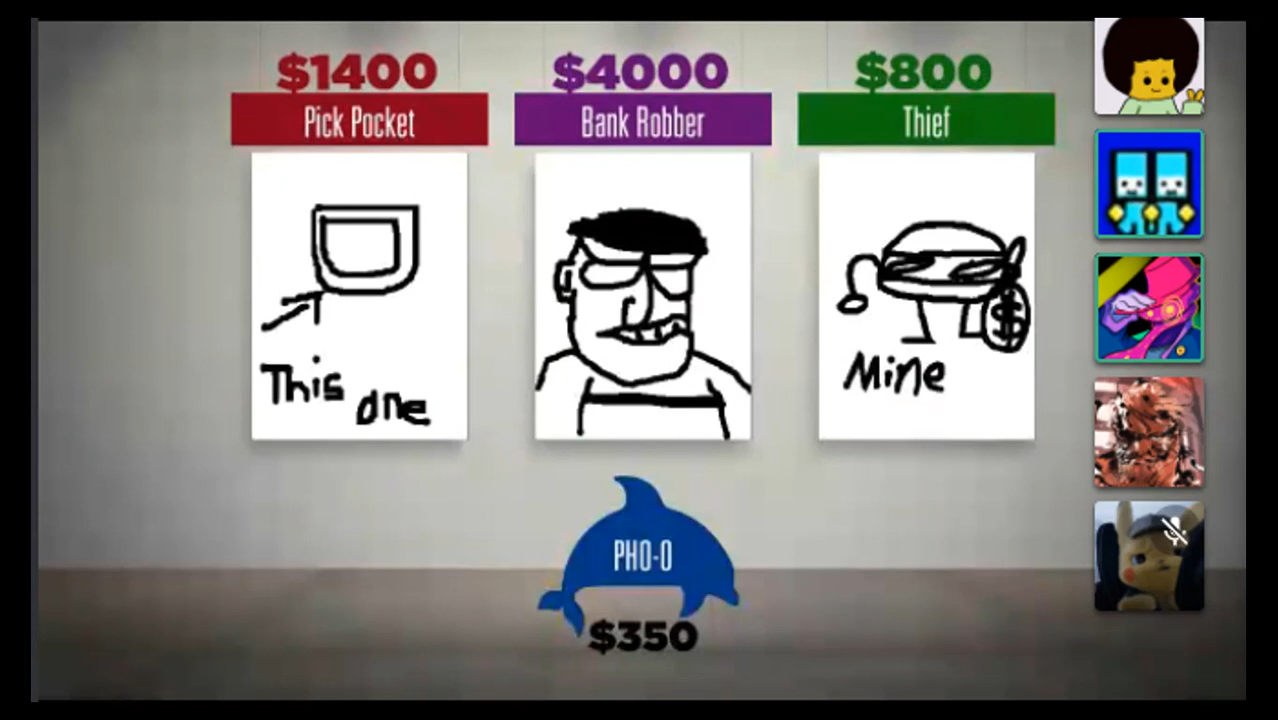 $1400
Pick Pocket
This one
$4000
Bank Robber
$800
Thief
$
Mine
PHO-O
$350